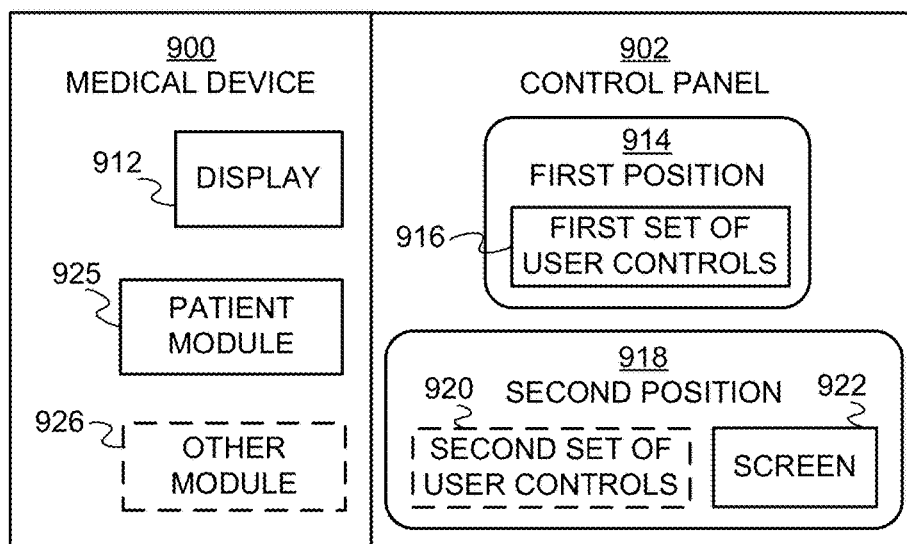 900
MEDICAL DEVICE
912
DISPLAY
925
PATIENT
MODULE
926
OTHER
MODULE
902
CONTROL PANEL
914
FIRST POSITION
916
FIRST SET OF
USER CONTROLS
918
SECOND POSITION
920
SECOND SET OF
USER CONTROLS
922
SCREEN